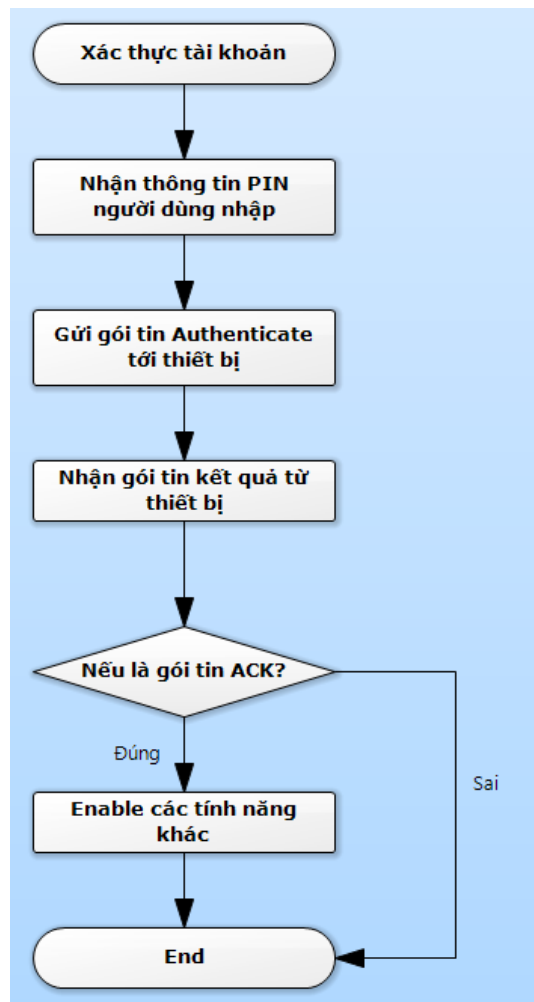 Xác thực tài khoản
Nhận thông tin PIN
người dùng nhập
Gửi gói tin Authenticate
tới thiết bị
Nhận gói tin kết quả từ
thiết bị
Nếu là gói tin ACK?
Đúng
Sai
Enable các tính năng
khác
End